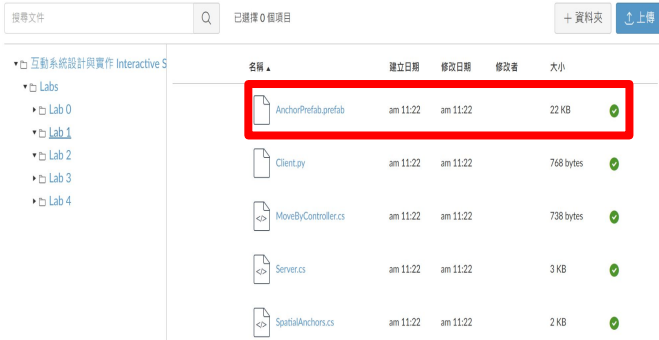 搜尋文件
已選擇 0 個項目
+ 資料夾
上傳
互動系統設計與實作 Interactive S
Labs
Lab 0
Lab 1
Lab 2
Lab 3
Lab 4
名稱 ▲ 建立日期 修改日期 修改者 大小
AnchorPrefab.prefab am 11:22 am 11:22 22 KB
Client.py am 11:22 am 11:22 768 bytes
MoveByController.cs am 11:22 am 11:22 738 bytes
Server.cs am 11:22 am 11:22 3 KB
SpatialAnchors.cs am 11:22 am 11:22 2 KB